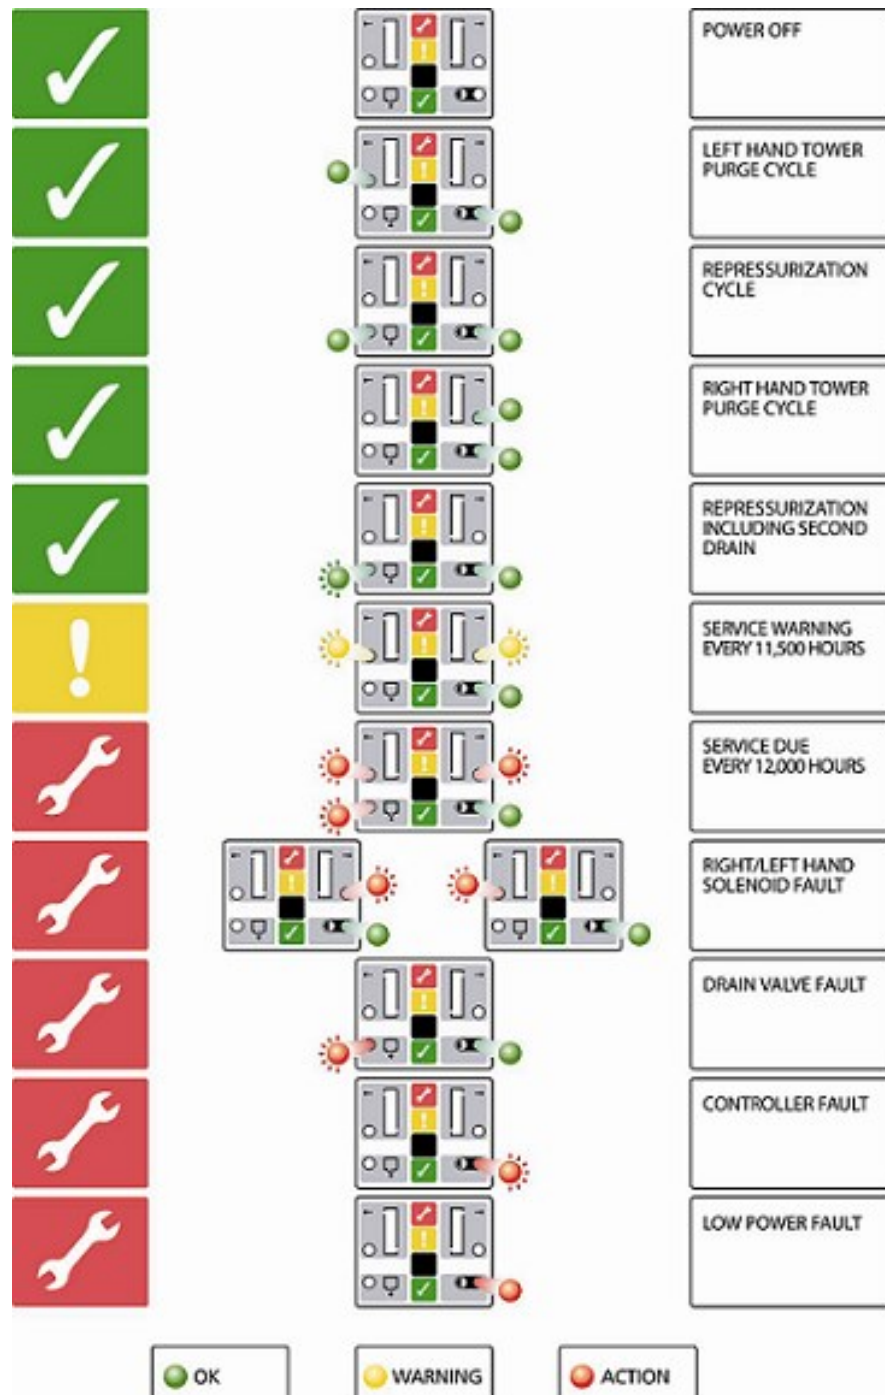 POWER OFF
LEFT HAND TOWER
PURGE CYCLE
REPRESSURIZATION
CYCLE
RIGHT HAND TOWER
PURGE CYCLE
REPRESSURIZATION
INCLUDING SECOND
DRAIN
SERVICE WARNING
EVERY 11,500 HOURS
SERVICE DUE
EVERY 12,000 HOURS
RIGHT/LEFT HAND
SOLENOID FAULT
DRAIN VALVE FAULT
CONTROLLER FAULT
LOW POWER FAULT
OK
WARNING
ACTION